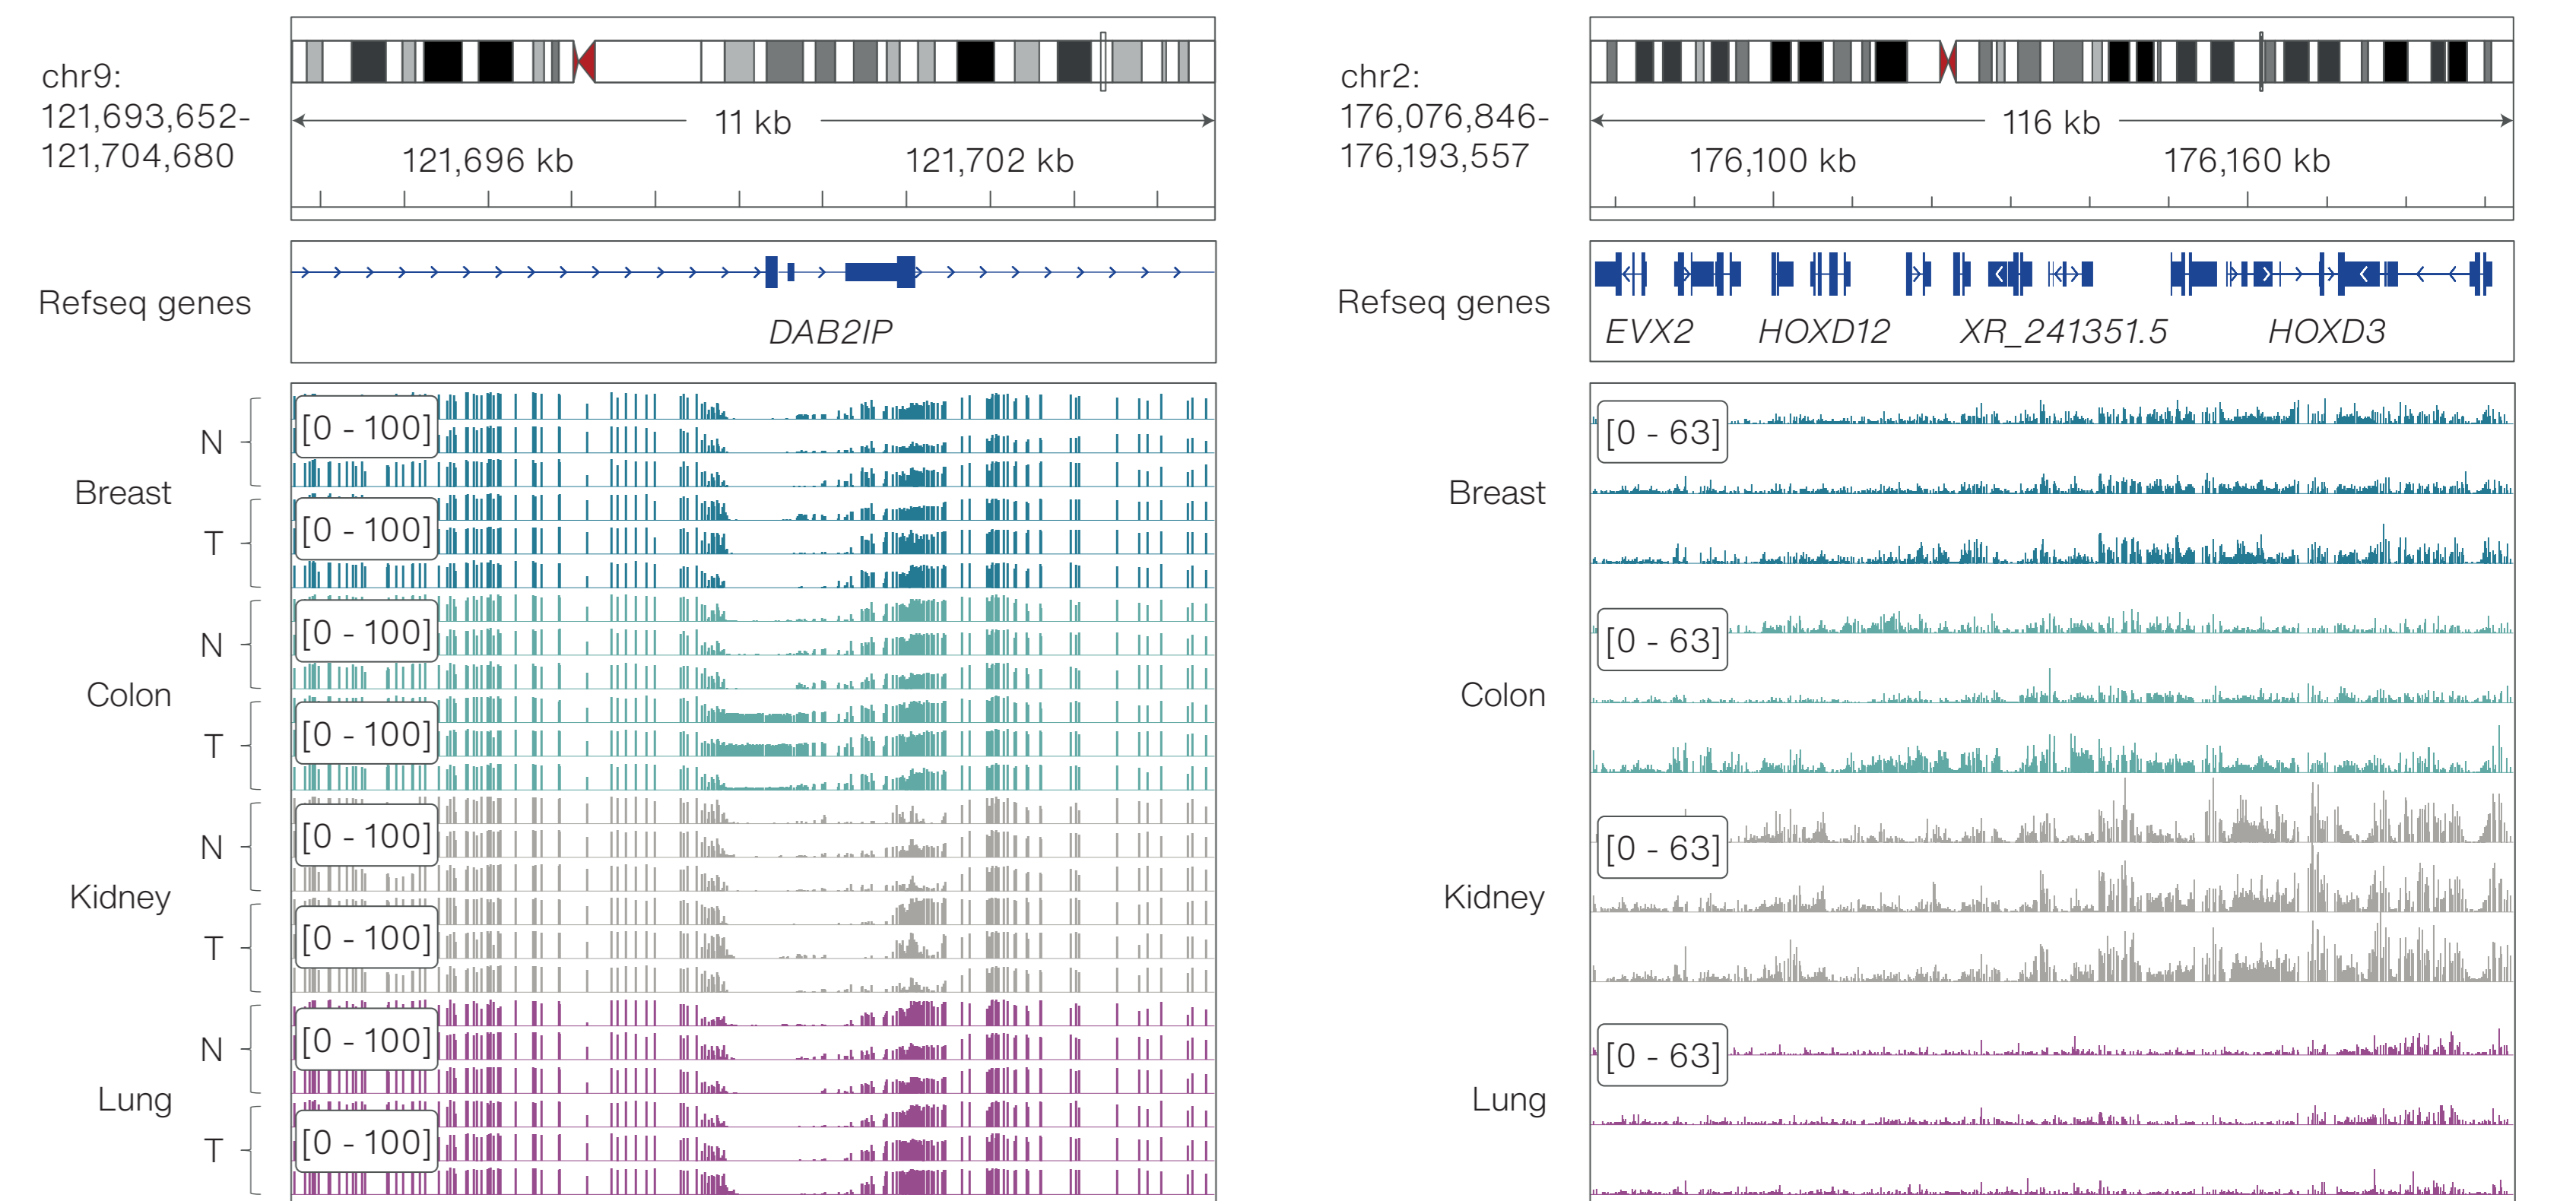 chr9:
121,693,652-
121,704,680
11 kb
121,696 kb 121,702 kb
Refseq genes
DAB2IP
Breast
N
[0 - 100]
T
[0 - 100]
Colon
N
[0 - 100]
T
[0 - 100]
Kidney
N
[0 - 100]
T
[0 - 100]
Lung
N
[0 - 100]
T
[0 - 100]
chr2:
176,076,846-
176,193,557
116 kb
176,100 kb 176,160 kb
Refseq genes
EVX2 HOXD12 XR_241351.5 HOXD3
Breast
[0 - 63]
Colon
[0 - 63]
Kidney
[0 - 63]
Lung
[0 - 63]